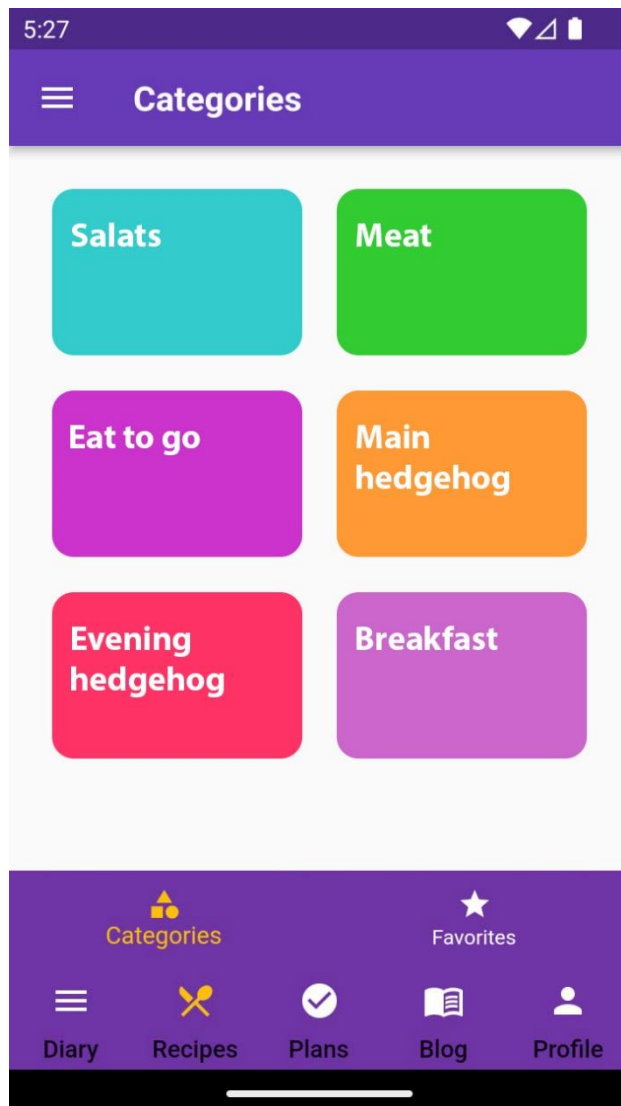 5:27
Categories
Salats
Meat
Eat to go
Main
hedgehog
Evening
hedgehog
Breakfast
Categories
Favorites
Diary
Recipes
Plans
Blog
Profile